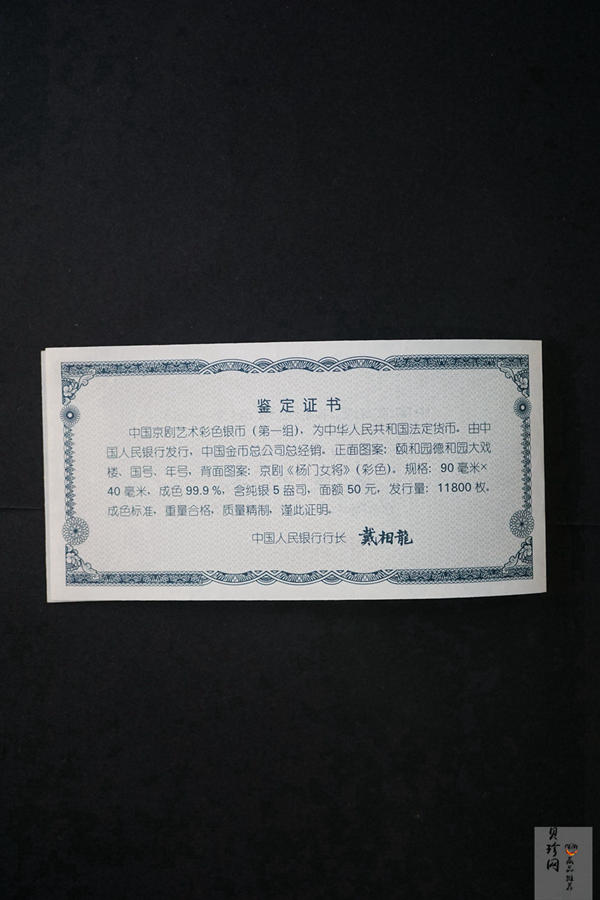 鉴定证书
中国京剧艺术彩色银币(第一组)，为中华人民共和国法定货币。由中
国人民银行发行，中国金币总公司总经销。正面图案：颐和园德和园大戏
楼、国号、年号，背面图案：京剧《杨门女将》(彩色)。规格：90毫米×
40毫米，成色99.9%，含纯银5盎司，面额50元，发行量：11800枚。
成色标准，重量合格，质量精制，谨此证明。
中国人民银行行长 戴相龍
贝珍网